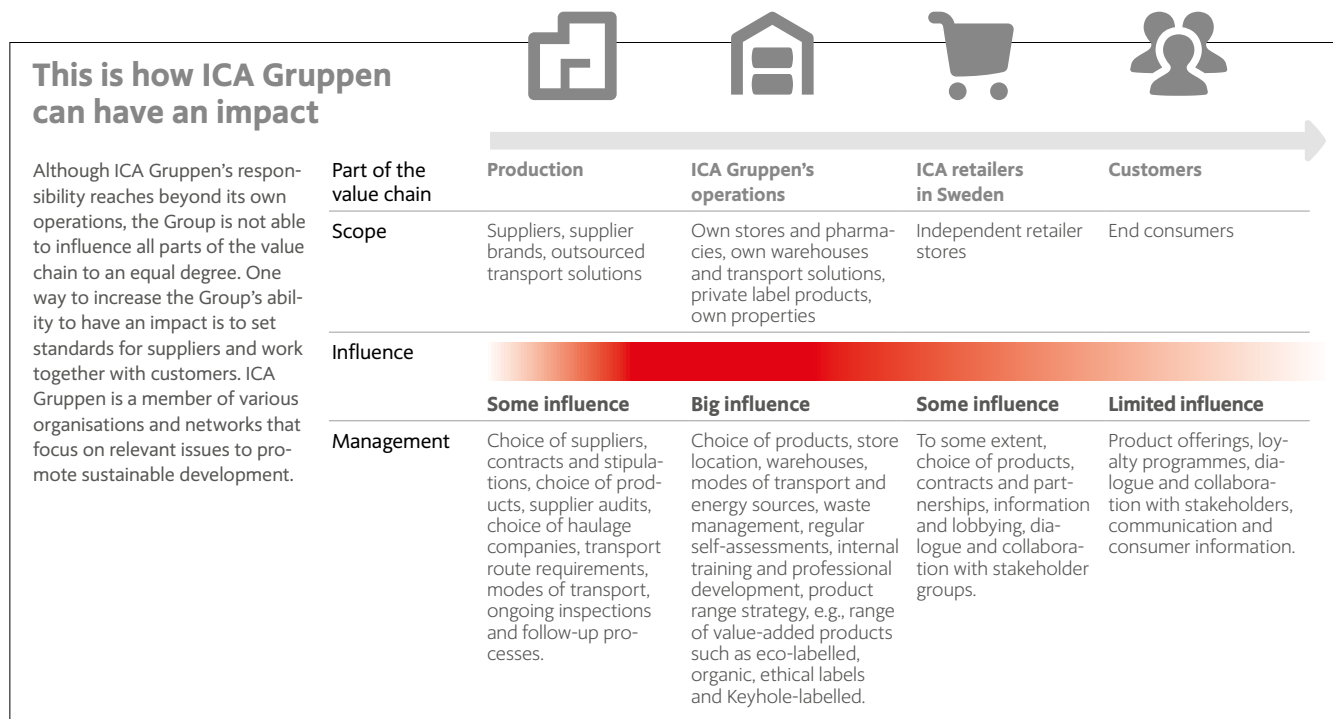 This is how ICA Gruppen
can have an impact
Although ICA Gruppen's respon-
sibility reaches beyond its own
operations, the Group is not able
to influence all parts of the value
chain to an equal degree. One
way to increase the Group's abil-
ity to have an impact is to set
standards for suppliers and work
together with customers. ICA
Gruppen is a member of various
organisations and networks that
focus on relevant issues to pro-
mote sustainable development.
Part of the
value chain
Production
ICA Gruppen's
operations
ICA retailers
in Sweden
Customers
Scope
Suppliers, supplier
brands, outsourced
transport solutions
Own stores and pharma-
cies, own warehouses
and transport solutions,
private label products,
own properties
Independent retailer
stores
End consumers
Influence
Some influence
Big influence
Some influence
Limited influence
Management
Choice of suppliers,
contracts and stipula-
tions, choice of prod-
ucts, supplier audits,
choice of haulage
companies, transport
route requirements,
modes of transport,
ongoing inspections
and follow-up pro-
cesses.
Choice of products, store
location, warehouses,
modes of transport and
energy sources, waste
management, regular
self-assessments, internal
training and professional
development, product
range strategy, e.g., range
of value-added products
such as eco-labelled,
organic, ethical labels
and Keyhole-labelled.
To some extent,
choice of products,
contracts and part-
nerships, information
and lobbying, dia-
logue and collabora-
tion with stakeholder
groups.
Product offerings, loy-
alty programmes, dia-
logue and collabora-
tion with stakeholders,
communication and
consumer information.